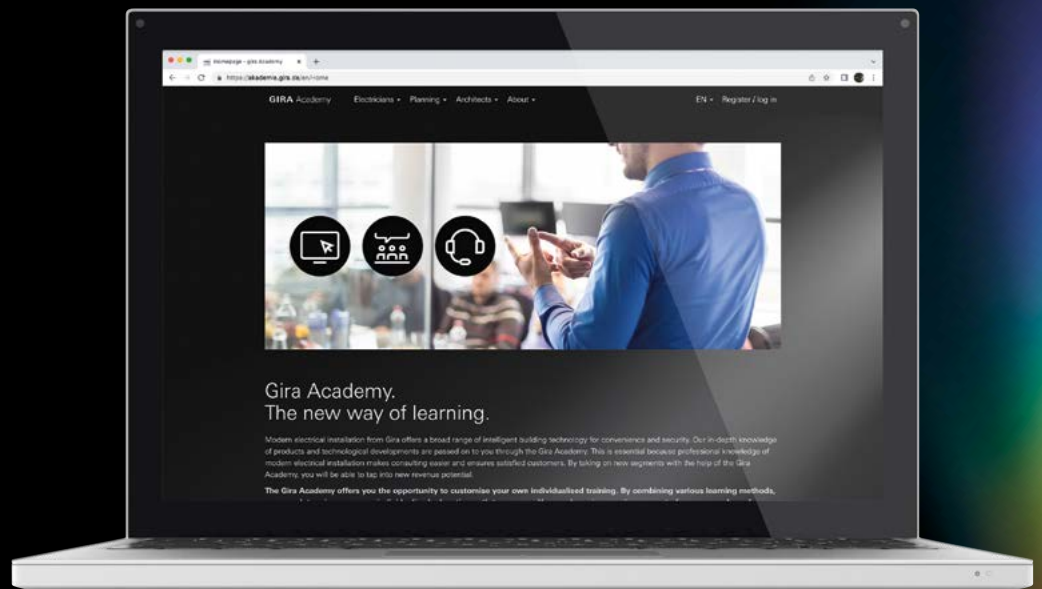 Homepage - gira Academy
https://akademie.gira.de/en/Home
GIRA Academy Electricians Planning Architects About EN Register / log in
Gira Academy.
The new way of learning.
Modern electrical installation from Gira offers a broad range of intelligent building technology for convenience and security. Our in-depth knowledge
of products and technological developments are passed on to you through the Gira Academy. This is essential because professional knowledge of
modern electrical installation makes consulting easier and ensures satisfied customers. By taking on new segments with the help of the Gira
Academy, you will be able to tap into new revenue potential.
The Gira Academy offers you the opportunity to customise your own individualised training. By combining various learning methods,